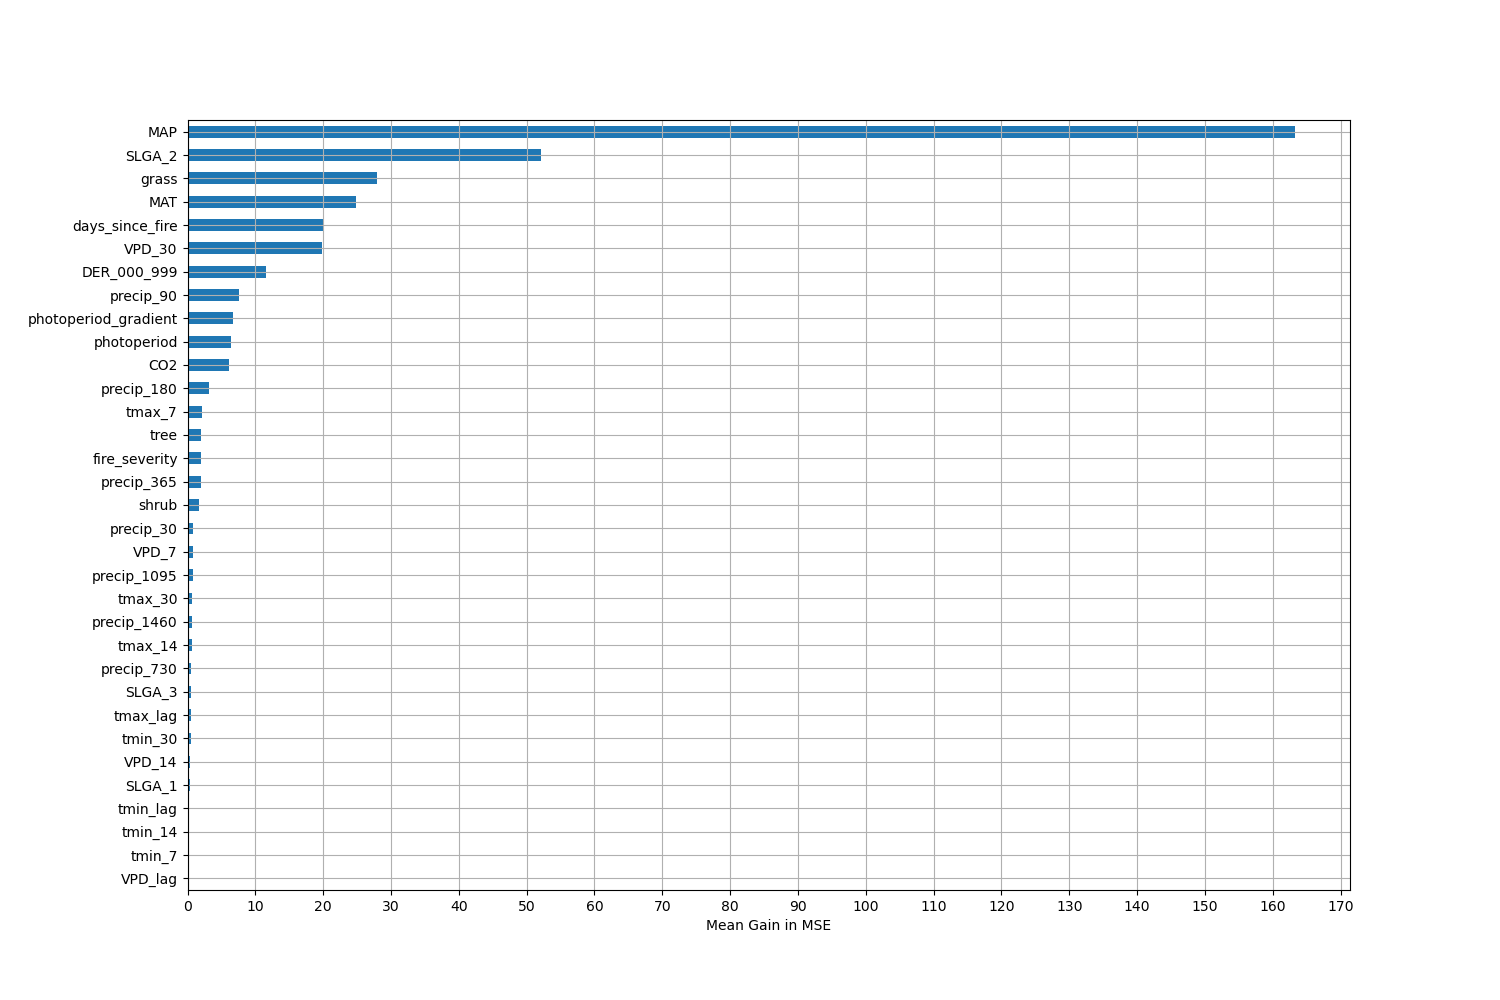 MAP
SLGA_2
grass
MAT
days_since_fire
VPD_30
DER_000_999
precip_90
photoperiod_gradient
photoperiod
CO2
precip_180
tmax_7
tree
fire_severity
precip_365
shrub
precip_30
VPD_7
precip_1095
tmax_30
precip_1460
tmax_14
precip_730
SLGA_3
tmax_lag
tmin_30
VPD_14
SLGA_1
tmin_lag
tmin_14
tmin_7
VPD_lag
0 10 20 30 40 50 60 70 80 90 100 110 120 130 140 150 160 170
Mean Gain in MSE